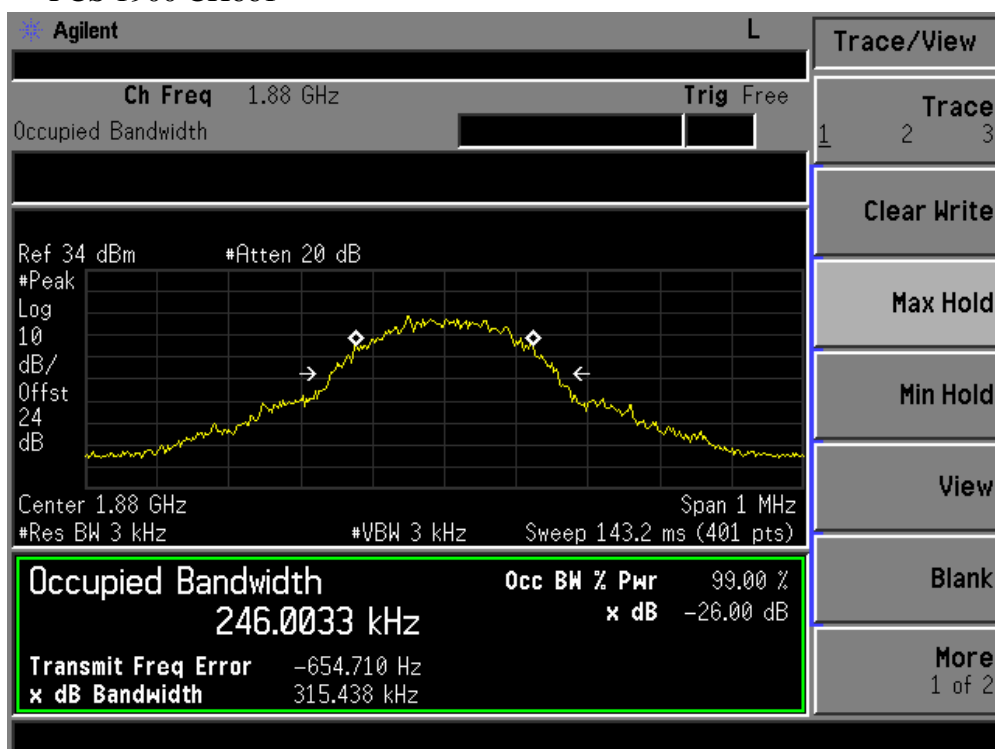 Agilent L
Ch Freq 1.88 GHz Trig Free
Occupied Bandwidth
Ref 34 dBm #Atten 20 dB
#Peak
Log
10
dB/
Offst
24
dB
Center 1.88 GHz Span 1 MHz
#Res BW 3 kHz #VBW 3 kHz Sweep 143.2 ms (401 pts)
Occupied Bandwidth Occ BW % Pwr 99.00 %
246.0033 kHz x dB -26.00 dB
Transmit Freq Error -654.710 Hz
x dB Bandwidth 315.438 kHz
Trace/View
Trace
1 2 3
Clear Write
Max Hold
Min Hold
View
Blank
More
1 of 2